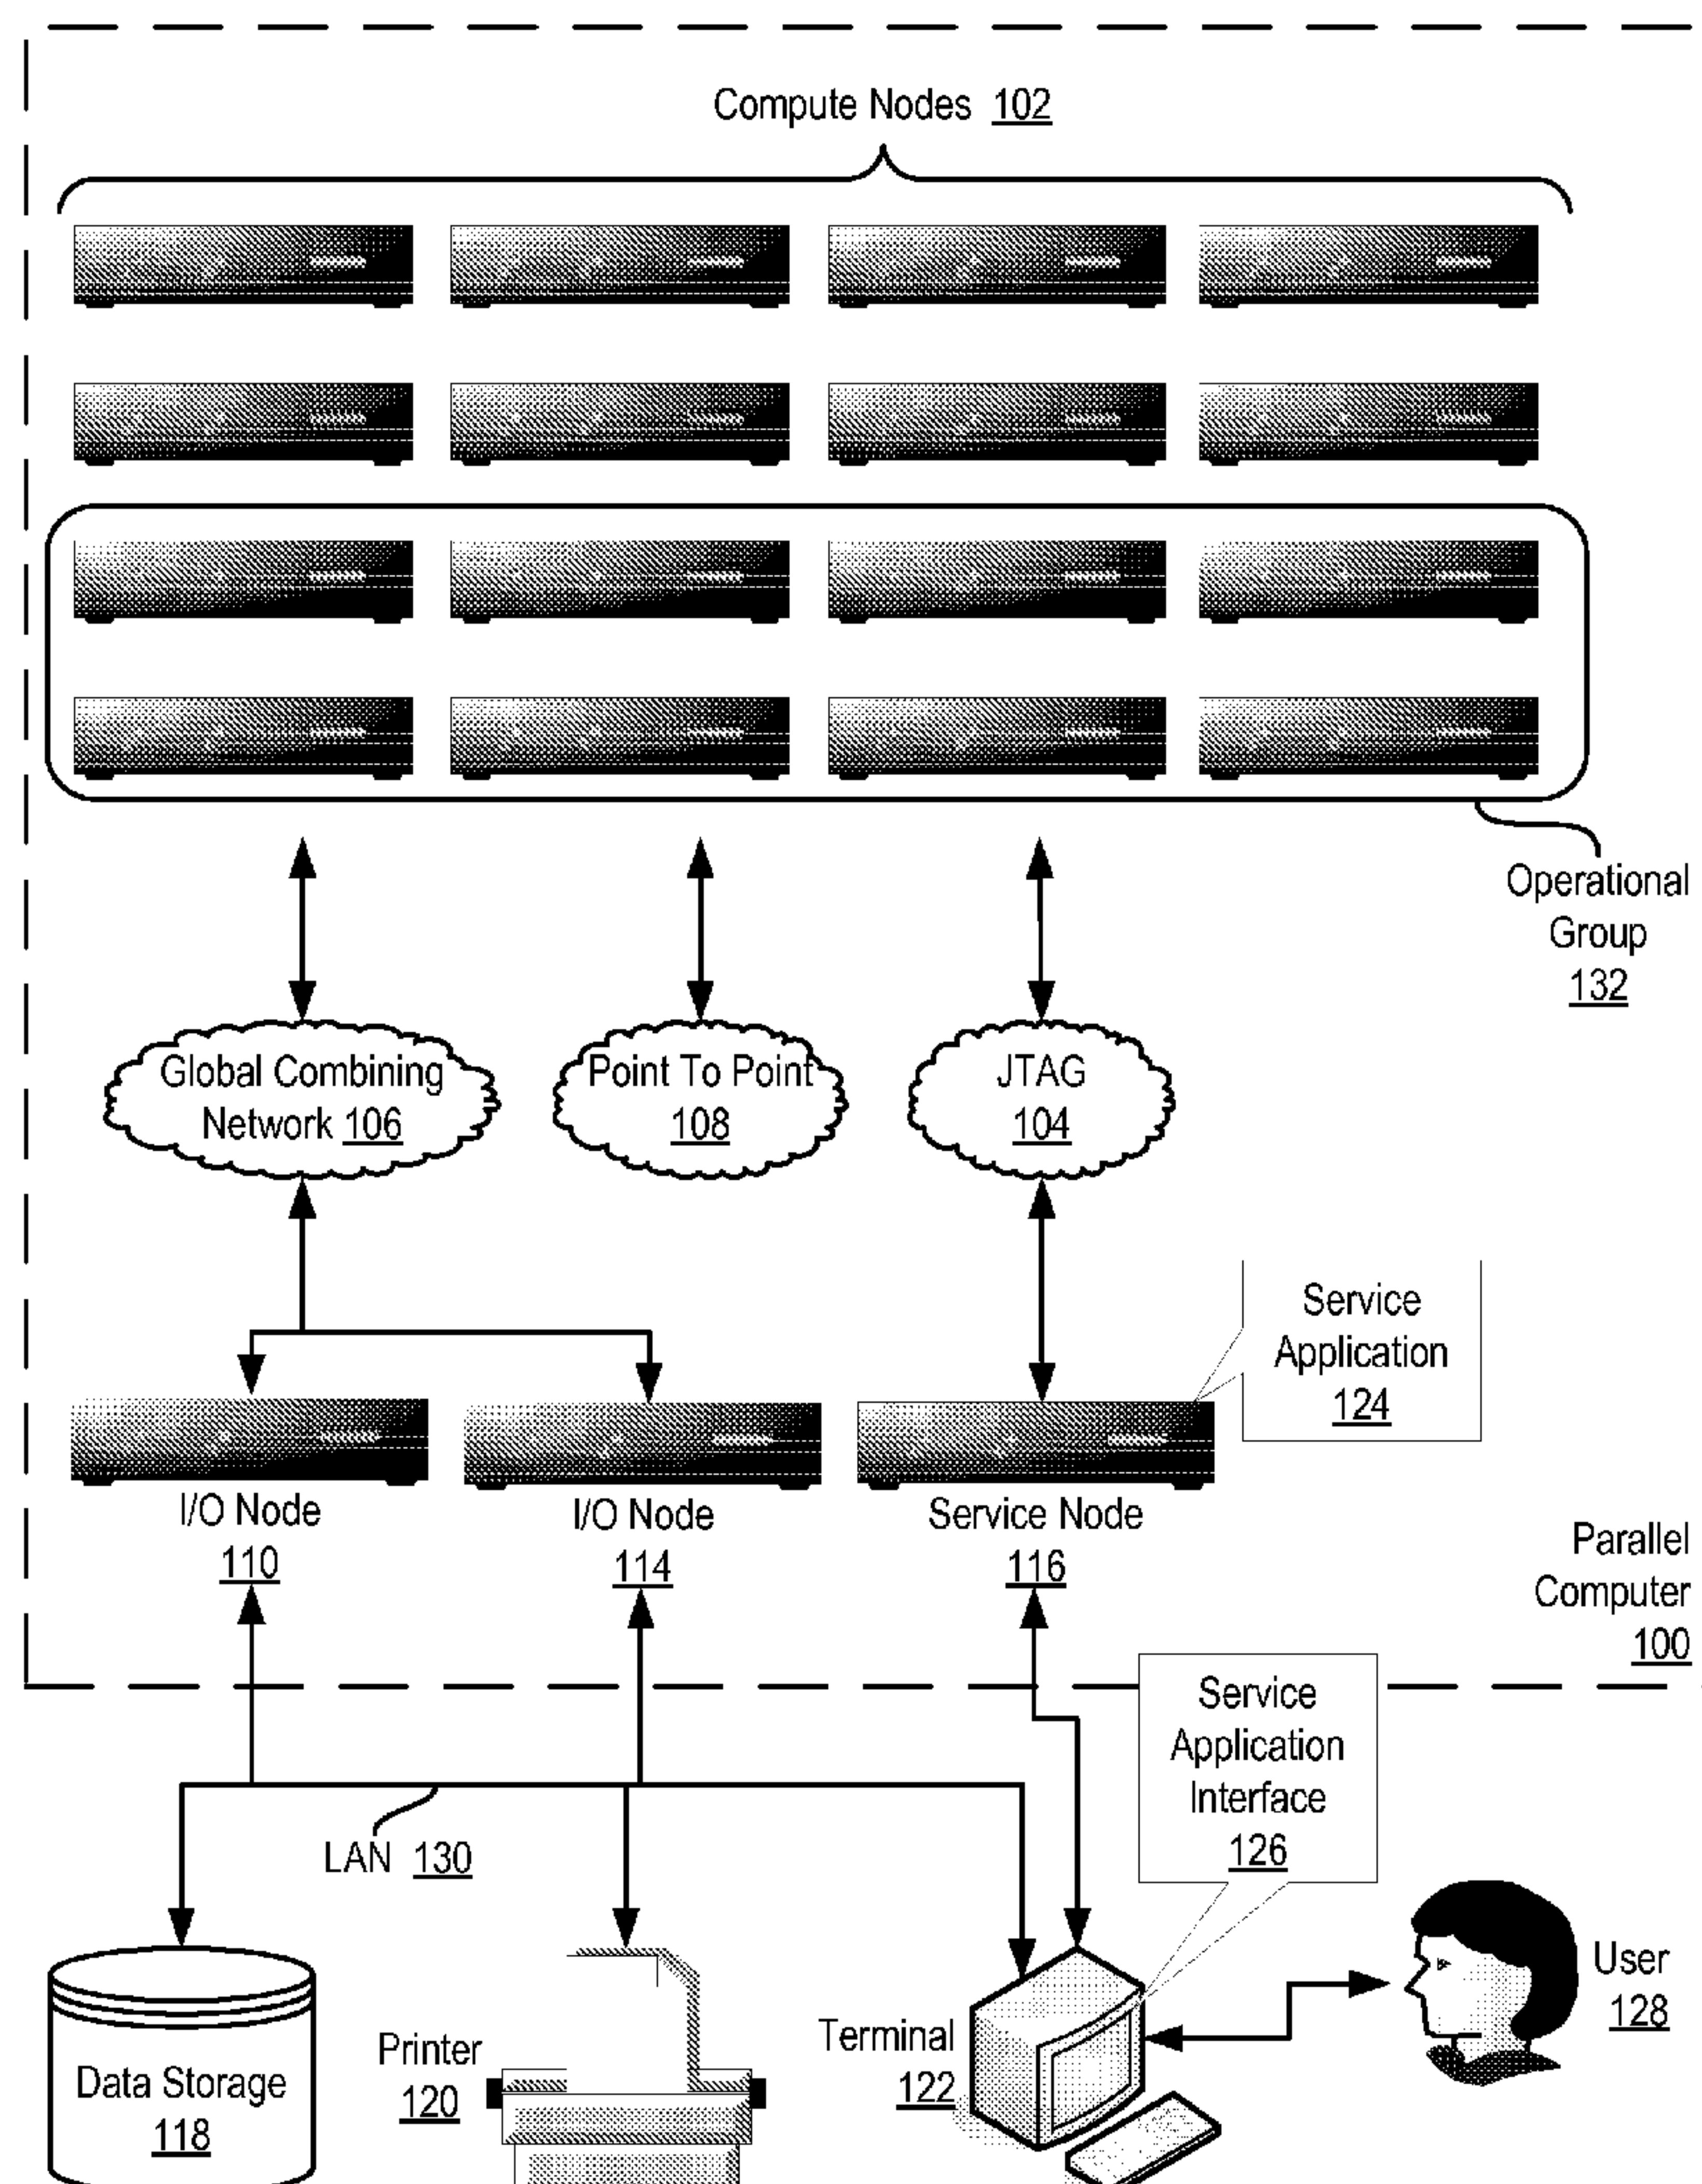 Compute Nodes 102
Operational
Group
132
Global Combining
Network 106
Point To Point
108
JTAG
104
Service
Application
124
I/O Node
110
I/O Node
114
Service Node
116
Parallel
Computer
100
Service
Application
Interface
126
LAN 130
Data Storage
118
Printer
120
Terminal
122
User
128